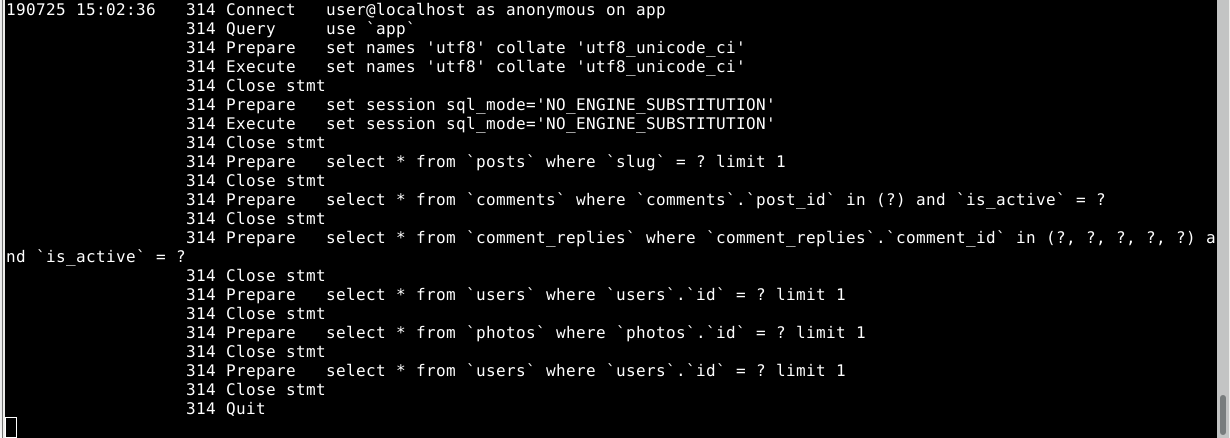 190725 15:02:36   314 Connect   user@localhost as anonymous on app
                  314 Query     use `app`
                  314 Prepare   set names 'utf8' collate 'utf8_unicode_ci'
                  314 Execute   set names 'utf8' collate 'utf8_unicode_ci'
                  314 Close stmt
                  314 Prepare   set session sql_mode='NO_ENGINE_SUBSTITUTION'
                  314 Execute   set session sql_mode='NO_ENGINE_SUBSTITUTION'
                  314 Close stmt
                  314 Prepare   select * from `posts` where `slug` = ? limit 1
                  314 Close stmt
                  314 Prepare   select * from `comments` where `comments`.`post_id` in (?) and `is_active` = ?
                  314 Close stmt
                  314 Prepare   select * from `comment_replies` where `comment_replies`.`comment_id` in (?, ?, ?, ?, ?) a
nd `is_active` = ?
                  314 Close stmt
                  314 Prepare   select * from `users` where `users`.`id` = ? limit 1
                  314 Close stmt
                  314 Prepare   select * from `photos` where `photos`.`id` = ? limit 1
                  314 Close stmt
                  314 Prepare   select * from `users` where `users`.`id` = ? limit 1
                  314 Close stmt
                  314 Quit